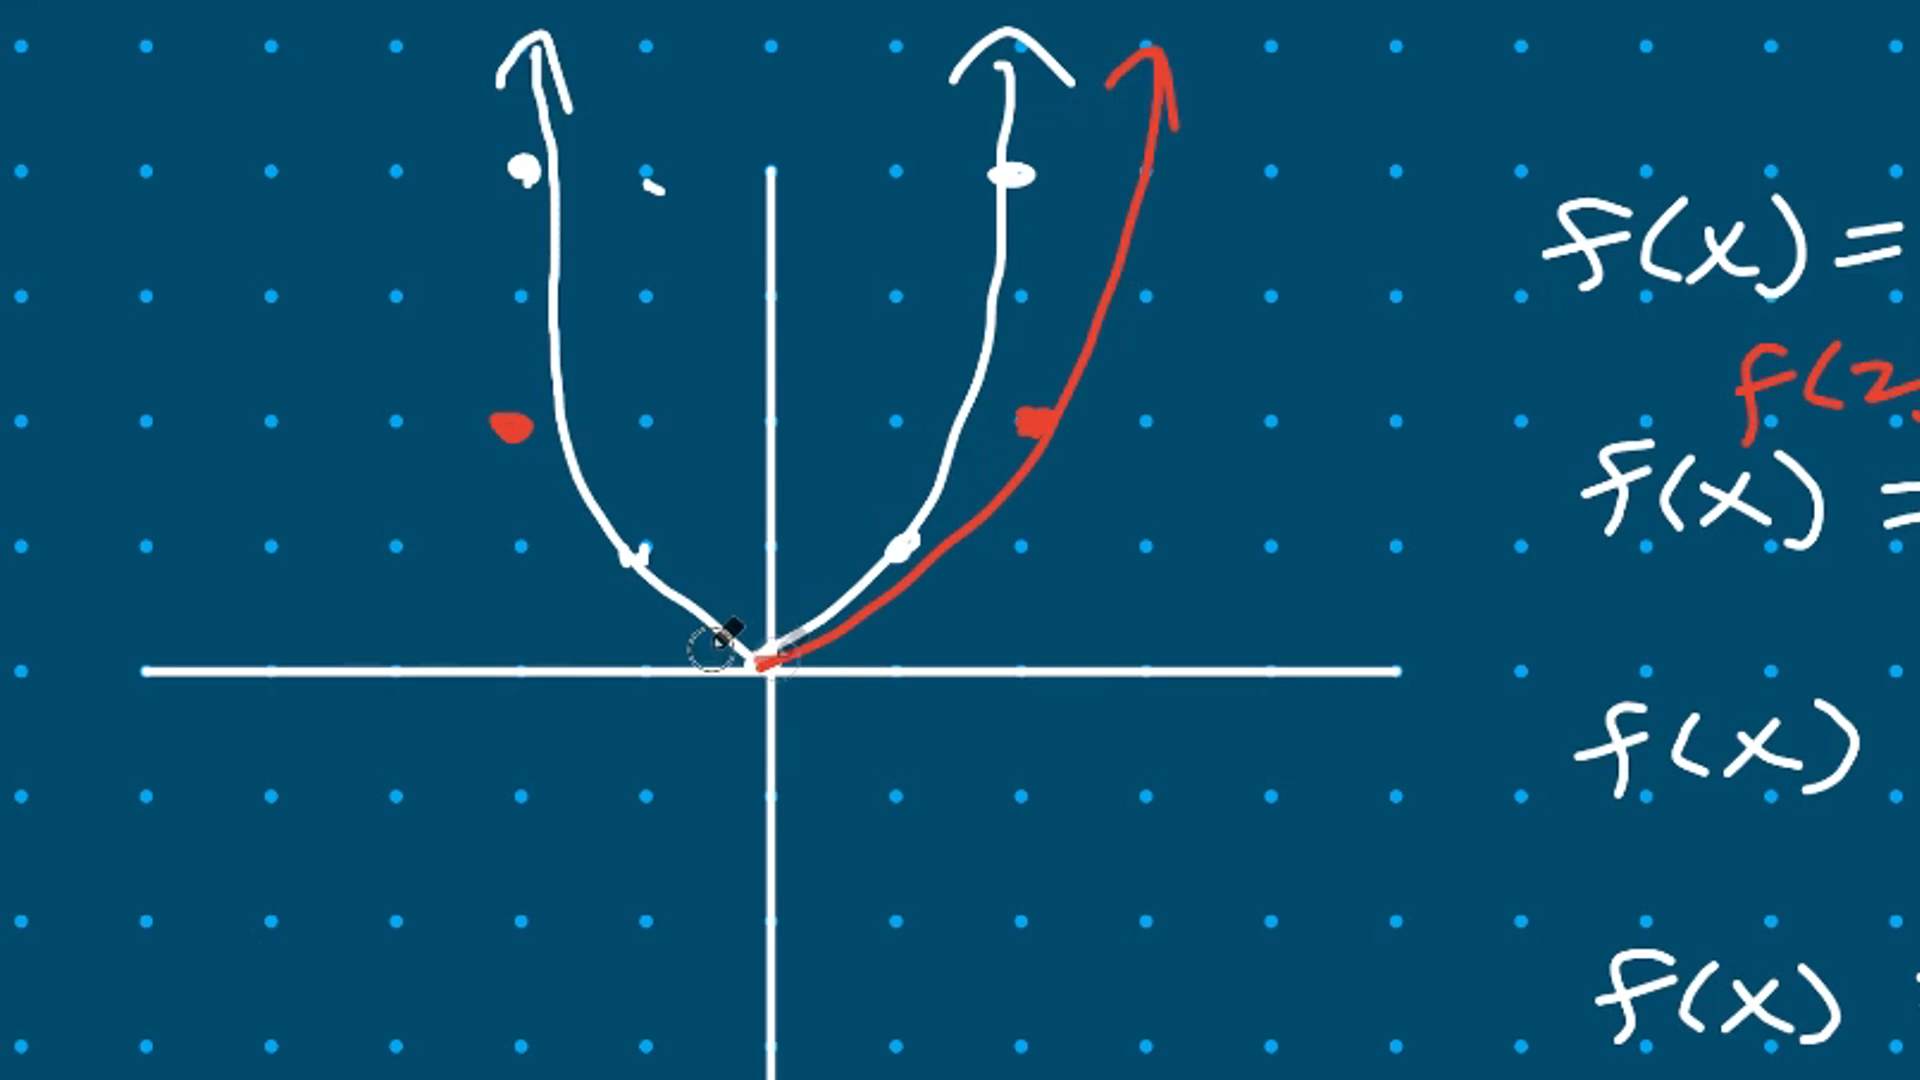 f(x) =
f(2
f(x) =
f(x)
f(x)